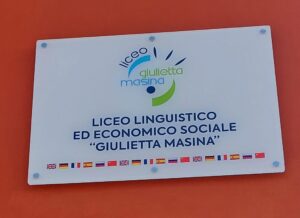 liceo
giulietta
masina
LICEO LINGUISTICO
ED ECONOMICO SOCIALE
“GIULIETTA MASINA”